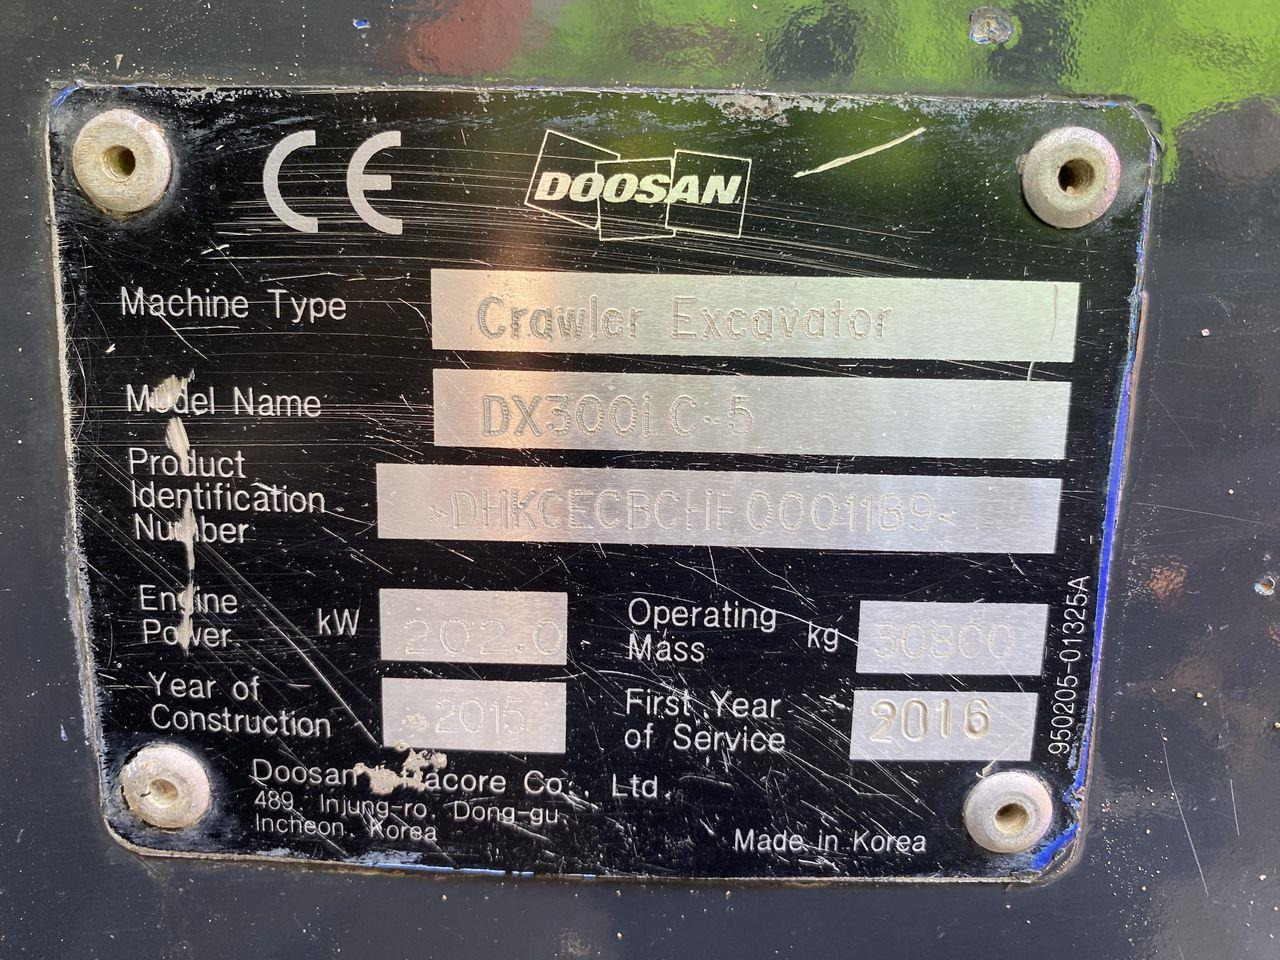 CE
DOOSAN
Machine Type Crawler Excavator
Model Name DX300LC-5
Product
Identification
Number
>DHKCECBCHF0001189<
Engine
Power kW 202.0
Operating
Mass kg 30800
Year of
Construction 2015
First Year
of Service 2016
950205-01325A
Doosan Co., Ltd.
489, Injung-ro, Dong-gu,
Incheon, Korea
Made in Korea